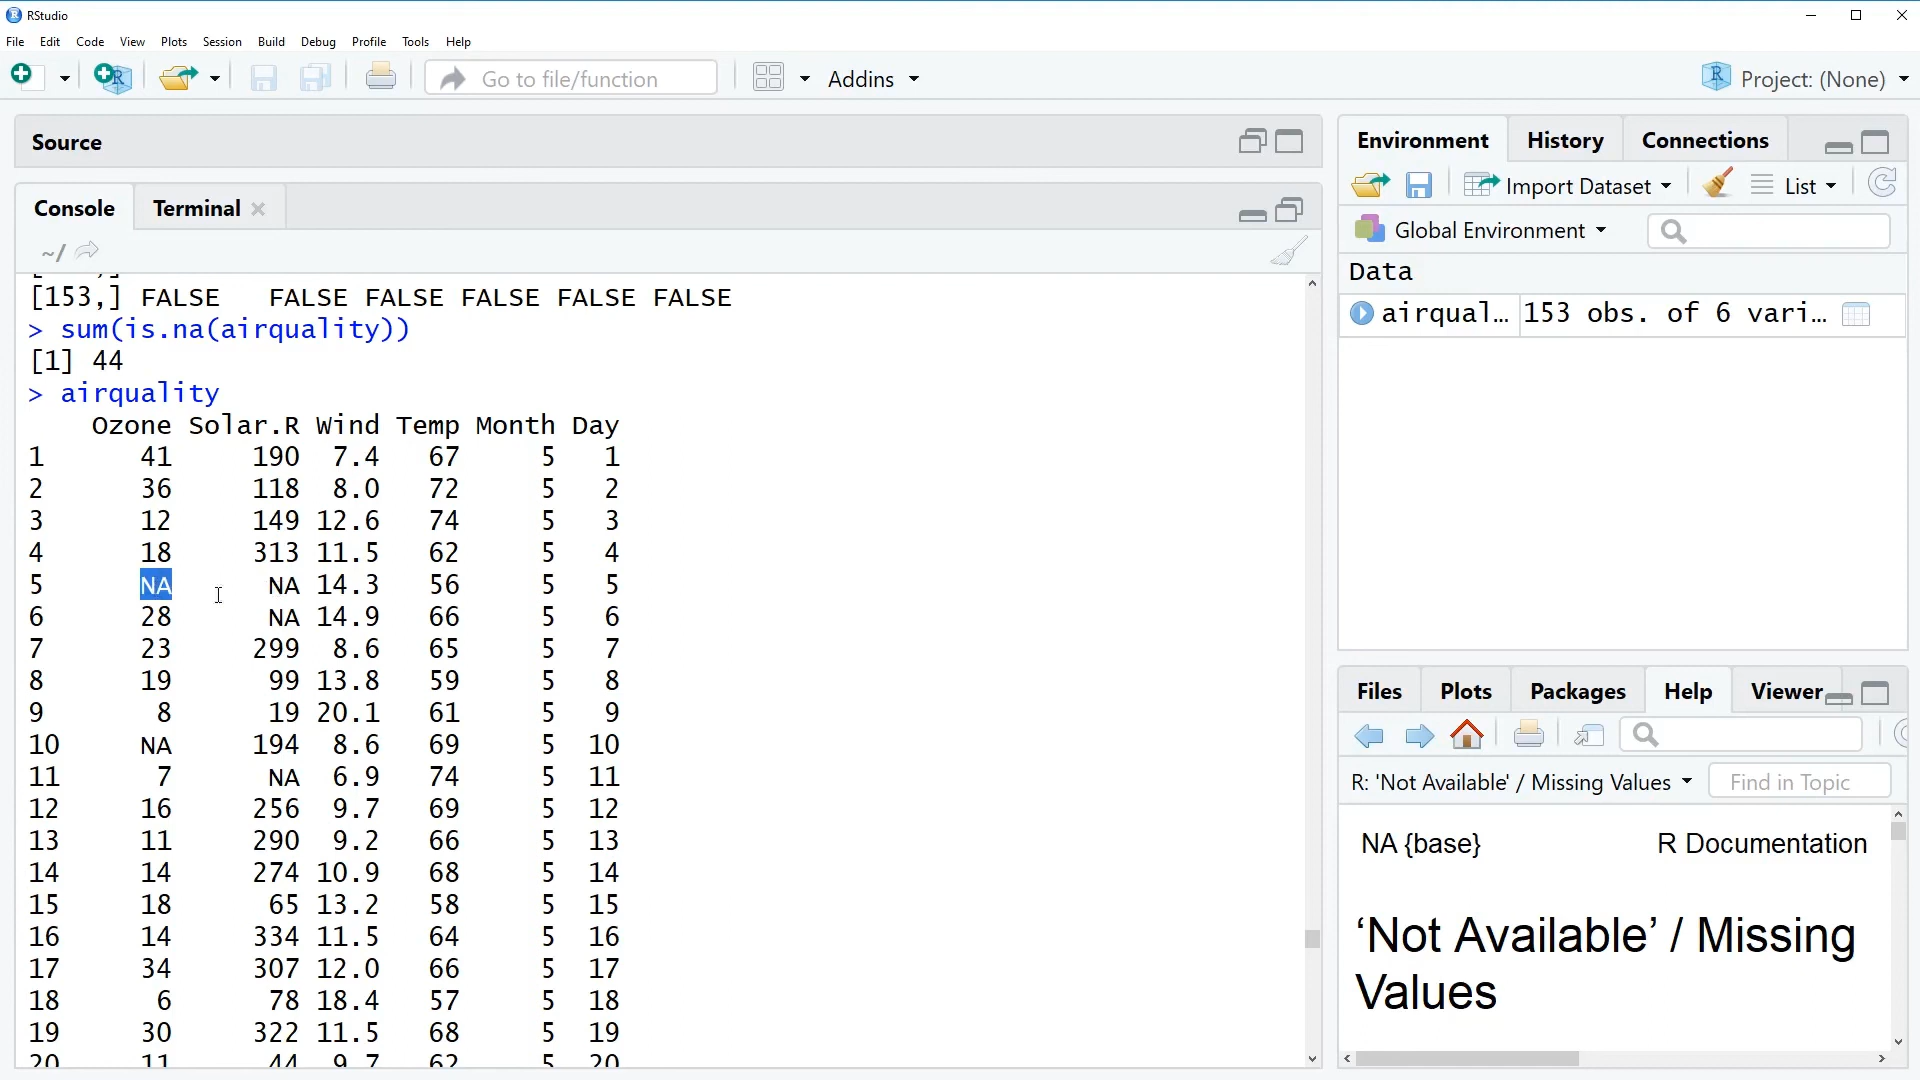 RStudio
File Edit Code View Plots Session Build Debug Profile Tools Help
Go to file/function
Addins
Project: (None)
Source
Console
Terminal
~/
[153,] FALSE FALSE FALSE FALSE FALSE FALSE
> sum(is.na(airquality))
[1] 44
> airquality
Ozone Solar.R Wind Temp Month Day
1 41 190 7.4 67 5 1
2 36 118 8.0 72 5 2
3 12 149 12.6 74 5 3
4 18 313 11.5 62 5 4
5 NA NA 14.3 56 5 5
6 28 NA 14.9 66 5 6
7 23 299 8.6 65 5 7
8 19 99 13.8 59 5 8
9 8 19 20.1 61 5 9
10 NA 194 8.6 69 5 10
11 7 NA 6.9 74 5 11
12 16 256 9.7 69 5 12
13 11 290 9.2 66 5 13
14 14 274 10.9 68 5 14
15 18 65 13.2 58 5 15
16 14 334 11.5 64 5 16
17 34 307 12.0 66 5 17
18 6 78 18.4 57 5 18
19 30 322 11.5 68 5 19
20 11 44 9.7 62 5 20
Environment History Connections
Import Dataset
List
Global Environment
Data
airqual… 153 obs. of 6 vari…
Files Plots Packages Help Viewer
R: 'Not Available' / Missing Values
Find in Topic
NA {base}
R Documentation
‘Not Available’ / Missing
Values